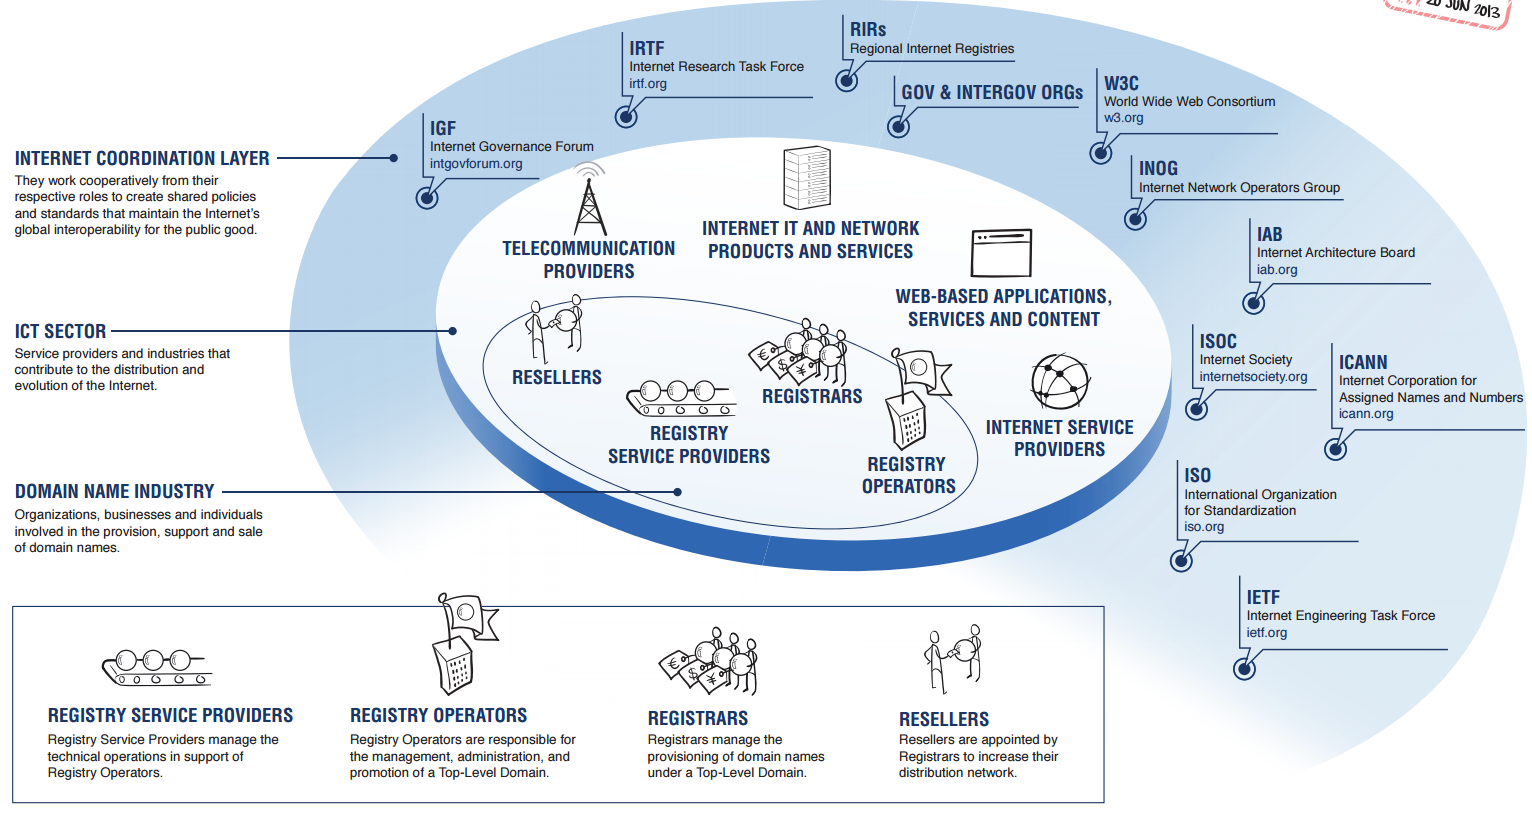 20 JUN 2013
RIRs
Regional Internet Registries
IRTF
Internet Research Task Force
irtf.org
GOV & INTERGOV ORGs
W3C
World Wide Web Consortium
w3.org
IGF
Internet Governance Forum
intgovforum.org
INOG
Internet Network Operators Group
INTERNET COORDINATION LAYER
They work cooperatively from their
respective roles to create shared policies
and standards that maintain the Internet's
global interoperability for the public good.
TELECOMMUNICATION
PROVIDERS
INTERNET IT AND NETWORK
PRODUCTS AND SERVICES
IAB
Internet Architecture Board
iab.org
WEB-BASED APPLICATIONS,
SERVICES AND CONTENT
ICT SECTOR
Service providers and industries that
contribute to the distribution and
evolution of the Internet.
ISOC
Internet Society
internetsociety.org
ICANN
Internet Corporation for
Assigned Names and Numbers
icann.org
RESELLERS
€
$
¥
REGISTRARS
REGISTRY
SERVICE PROVIDERS
INTERNET SERVICE
PROVIDERS
REGISTRY
OPERATORS
DOMAIN NAME INDUSTRY
Organizations, businesses and individuals
involved in the provision, support and sale
of domain names.
ISO
International Organization
for Standardization
iso.org
IETF
Internet Engineering Task Force
ietf.org
REGISTRY SERVICE PROVIDERS
Registry Service Providers manage the
technical operations in support of
Registry Operators.
REGISTRY OPERATORS
Registry Operators are responsible for
the management, administration, and
promotion of a Top-Level Domain.
€
$
¥
REGISTRARS
Registrars manage the
provisioning of domain names
under a Top-Level Domain.
RESELLERS
Resellers are appointed by
Registrars to increase their
distribution network.